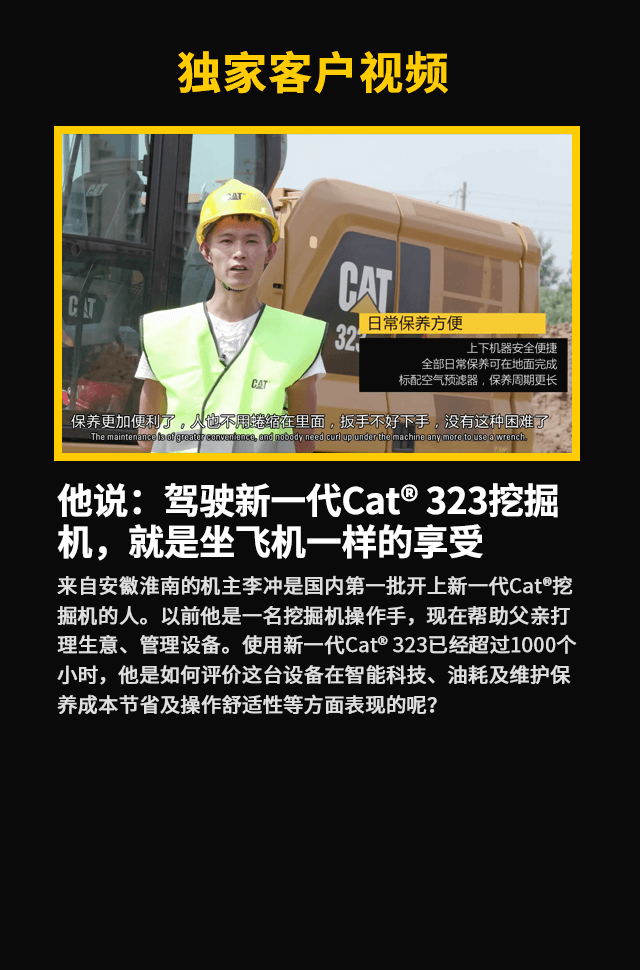 独家客户视频
CAT
CAT
CAT
CAT
323
CAT
日常保养方便
上下机器安全便捷
全部日常保养可在地面完成
标配空气预滤器，保养周期更长
保养更加便利了，人也不用蜷缩在里面，扳手不好下手，没有这种困难了
The maintenance is of greater convenience, and nobody need curl up under the machine any more to use a wrench.
他说：驾驶新一代Cat® 323挖掘
机，就是坐飞机一样的享受
来自安徽淮南的机主李冲是国内第一批开上新一代Cat®挖
掘机的人。以前他是一名挖掘机操作手，现在帮助父亲打
理生意、管理设备。使用新一代Cat® 323已经超过1000个
小时，他是如何评价这台设备在智能科技、油耗及维护保
养成本节省及操作舒适性等方面表现的呢？